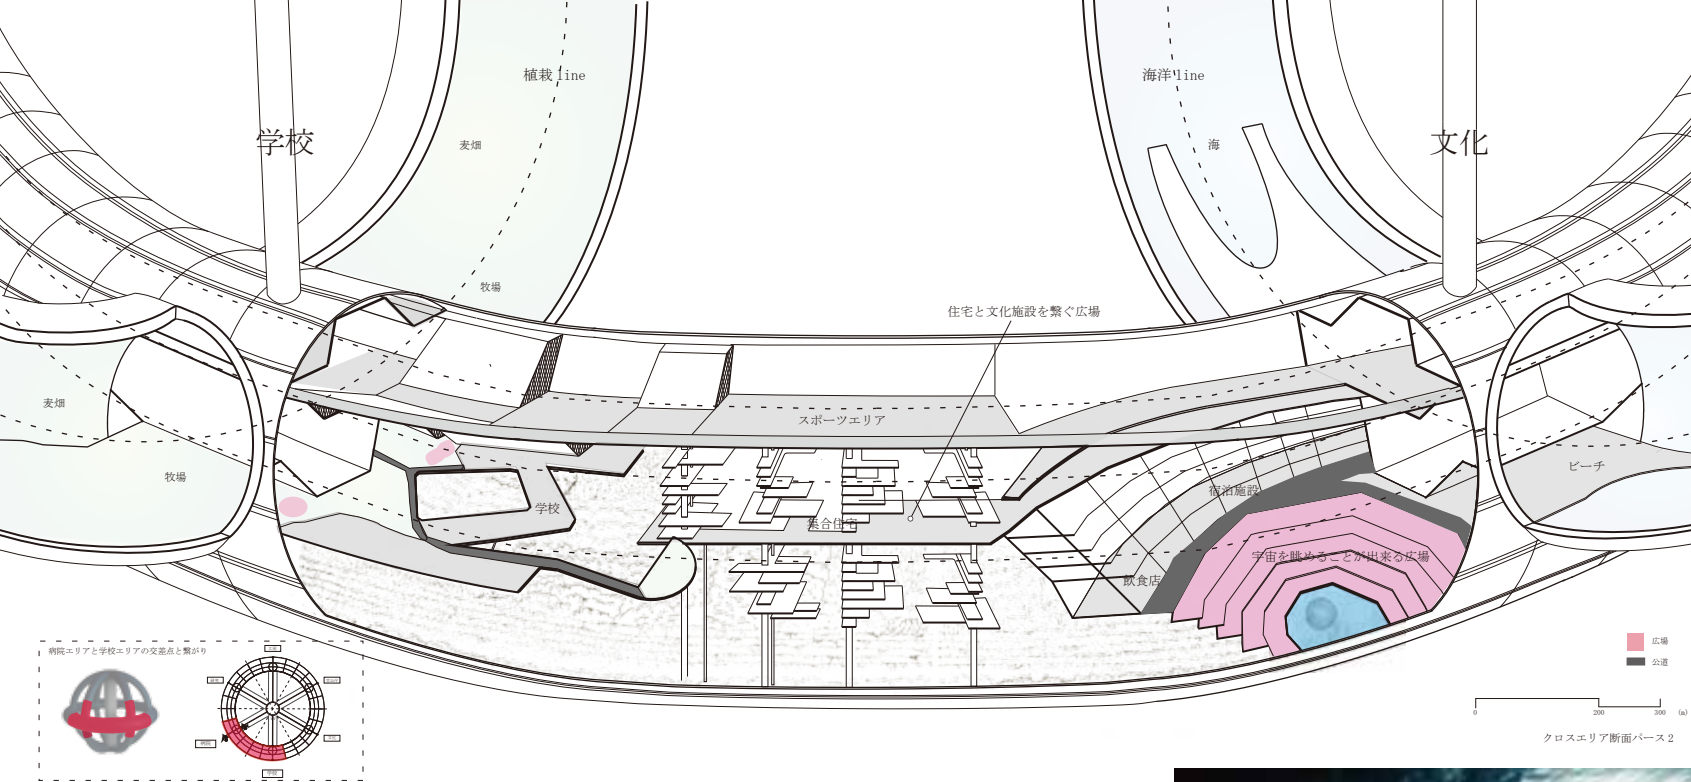 植栽 line
海洋 line
学校
麦畑
海
文化
牧場
住宅と文化施設を繋ぐ広場
麦畑
スポーツエリア
牧場
ビーチ
宿泊施設
学校
集合住宅
宇宙を眺めることが出来る広場
飲食店
病院エリアと学校エリアの交差点と繋がり
病院
学校
広場
公道
0 200 300 (m)
クロスエリア断面パース 2